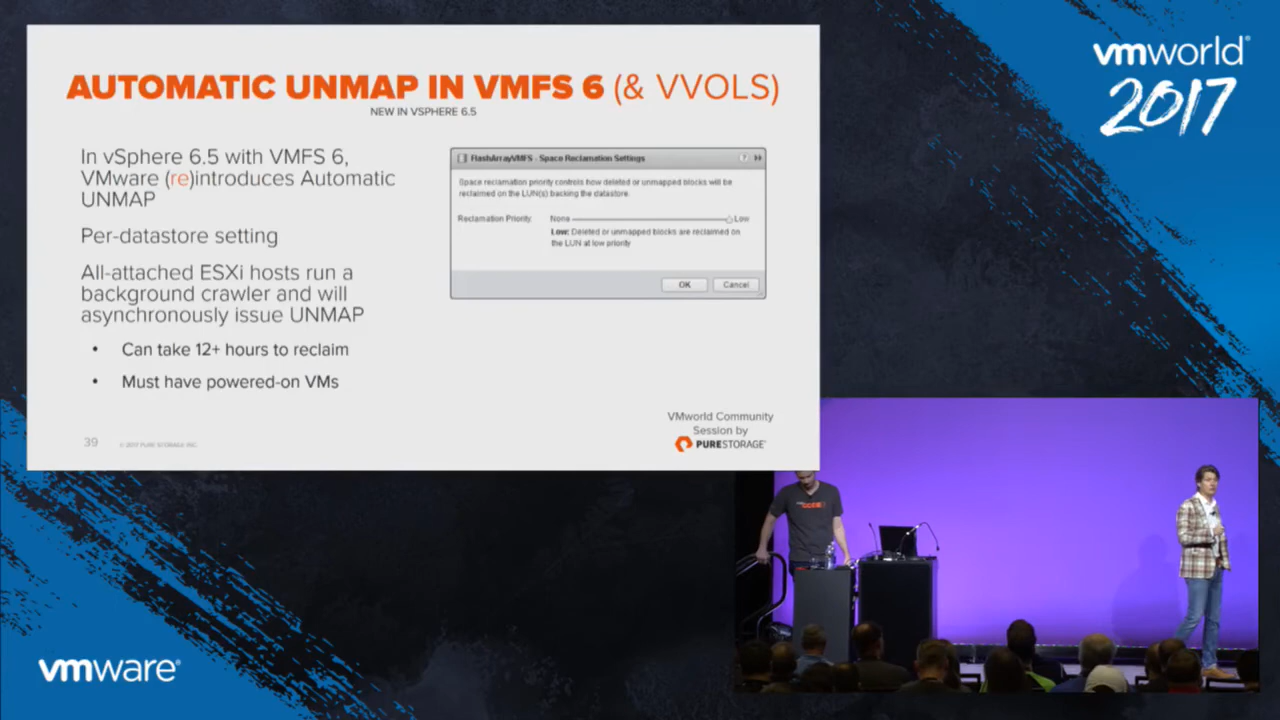 AUTOMATIC UNMAP IN VMFS 6 (& VVOLS)
NEW IN VSPHERE 6.5
In vSphere 6.5 with VMFS 6,
VMware (re)introduces Automatic
UNMAP
Per-datastore setting
All-attached ESXi hosts run a
background crawler and will
asynchronously issue UNMAP
• Can take 12+ hours to reclaim
• Must have powered-on VMs
FlashArrayVMFS - Space Reclamation Settings
Space reclamation priority controls how deleted or unmapped blocks will be
reclaimed on the LUN(s) backing the datastore.
Reclamation Priority: None Low
Low: Deleted or unmapped blocks are reclaimed on
the LUN at low priority
OK Cancel
VMworld Community
Session by
PURESTORAGE®
39 © 2017 PURE STORAGE INC.
vmworld®
2017
vmware®